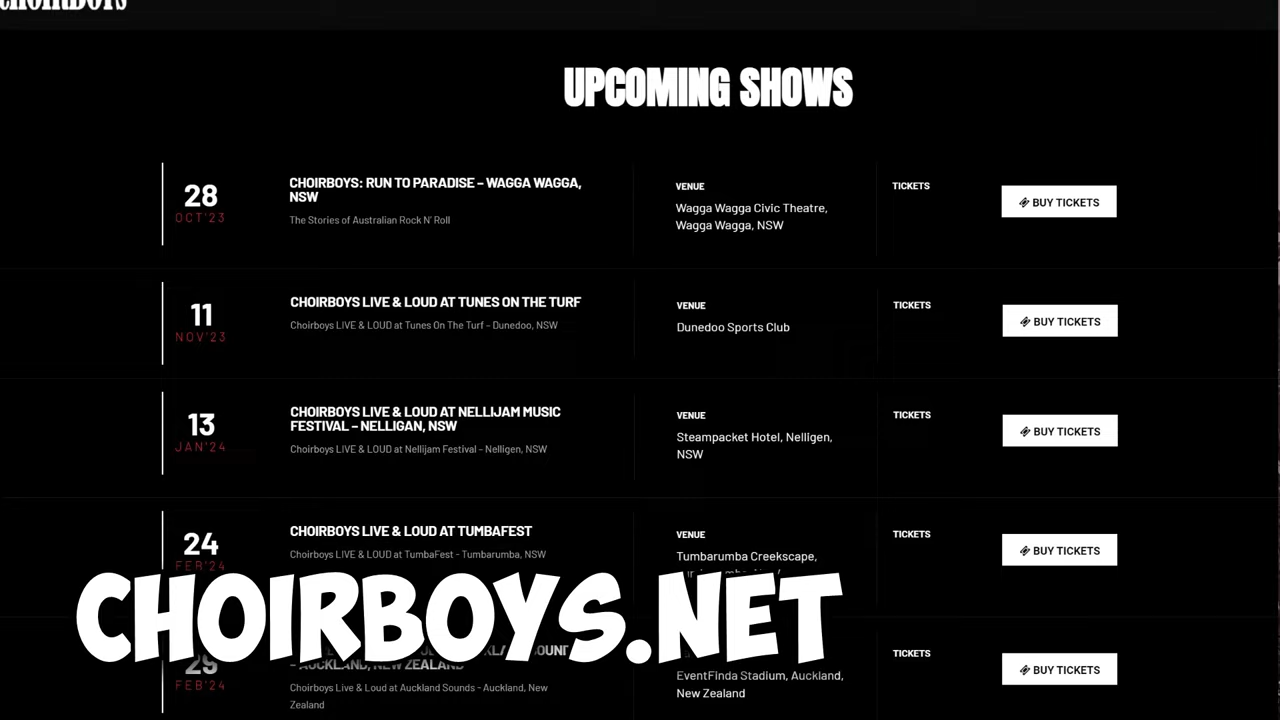 CHOIRBOYS
UPCOMING SHOWS
28
OCT'23
CHOIRBOYS: RUN TO PARADISE – WAGGA WAGGA,
NSW
The Stories of Australian Rock N' Roll
VENUE
Wagga Wagga Civic Theatre,
Wagga Wagga, NSW
TICKETS
BUY TICKETS
11
NOV'23
CHOIRBOYS LIVE & LOUD AT TUNES ON THE TURF
Choirboys LIVE & LOUD at Tunes On The Turf – Dunedoo, NSW
VENUE
Dunedoo Sports Club
TICKETS
BUY TICKETS
13
JAN'24
CHOIRBOYS LIVE & LOUD AT NELLIJAM MUSIC
FESTIVAL – NELLIGAN, NSW
Choirboys LIVE & LOUD at Nellijam Festival – Nelligen, NSW
VENUE
Steampacket Hotel, Nelligen,
NSW
TICKETS
BUY TICKETS
24
FEB'24
CHOIRBOYS LIVE & LOUD AT TUMBAFEST
Choirboys LIVE & LOUD at TumbaFest - Tumbarumba, NSW
VENUE
Tumbarumba Creekscape,
TICKETS
BUY TICKETS
CHOIRBOYS.NET
29
FEB'24
– AUCKLAND, NEW ZEALAND
Choirboys Live & Loud at Auckland Sounds - Auckland, New
Zealand
EventFinda Stadium, Auckland,
New Zealand
TICKETS
BUY TICKETS